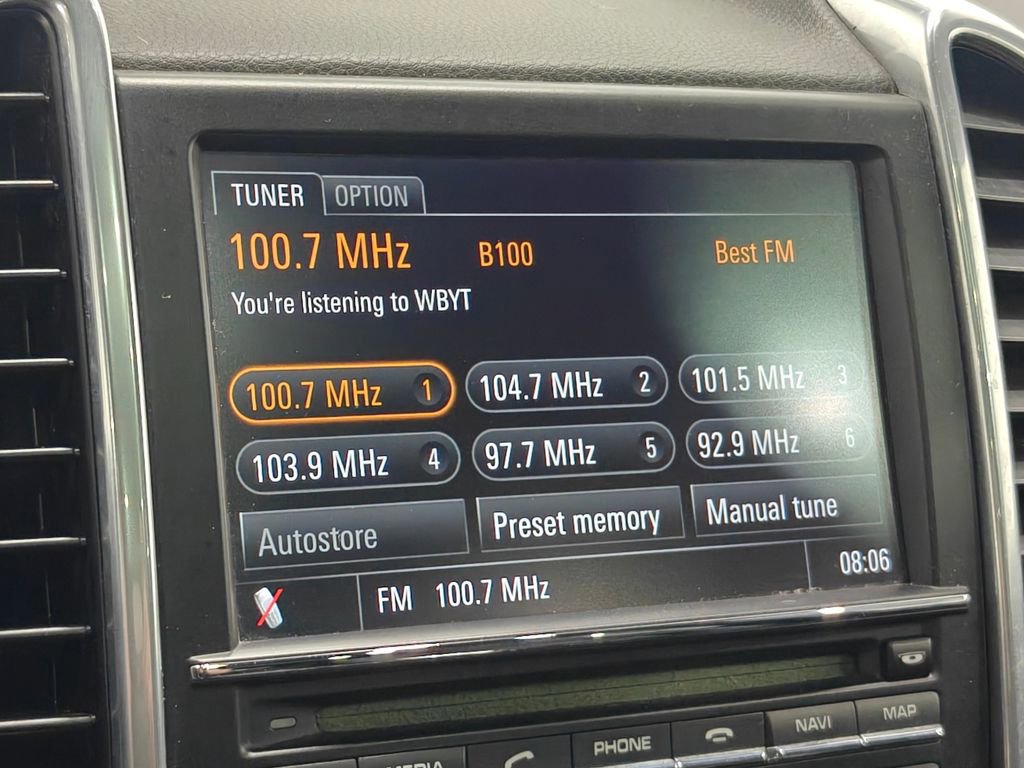 TUNER OPTION
100.7 MHz B100 Best FM
You're listening to WBYT
100.7 MHz 1 104.7 MHz 2 101.5 MHz 3
103.9 MHz 4 97.7 MHz 5 92.9 MHz 6
Autostore Preset memory Manual tune
FM 100.7 MHz 08:06
MEDIA PHONE NAVI MAP